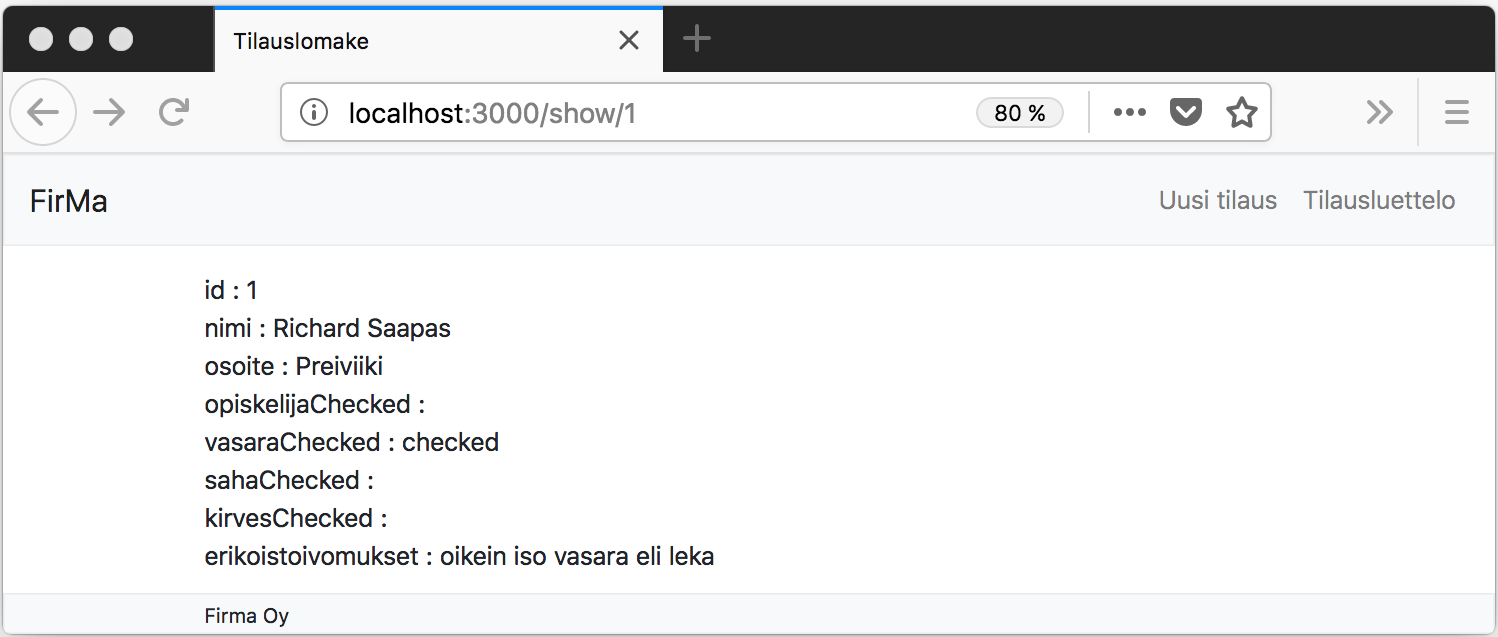 Tilauslomake
localhost:3000/show/1 80 %
FirMa Uusi tilaus Tilausluettelo
id : 1
nimi : Richard Saapas
osoite : Preiviiki
opiskelijaChecked :
vasaraChecked : checked
sahaChecked :
kirvesChecked :
erikoistoivomukset : oikein iso vasara eli leka
Firma Oy